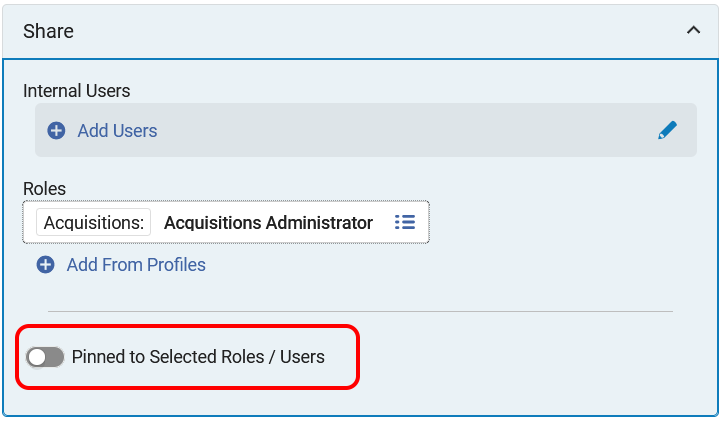 Share
Internal Users
Add Users
Roles
Acquisitions: Acquisitions Administrator
Add From Profiles
Pinned to Selected Roles / Users